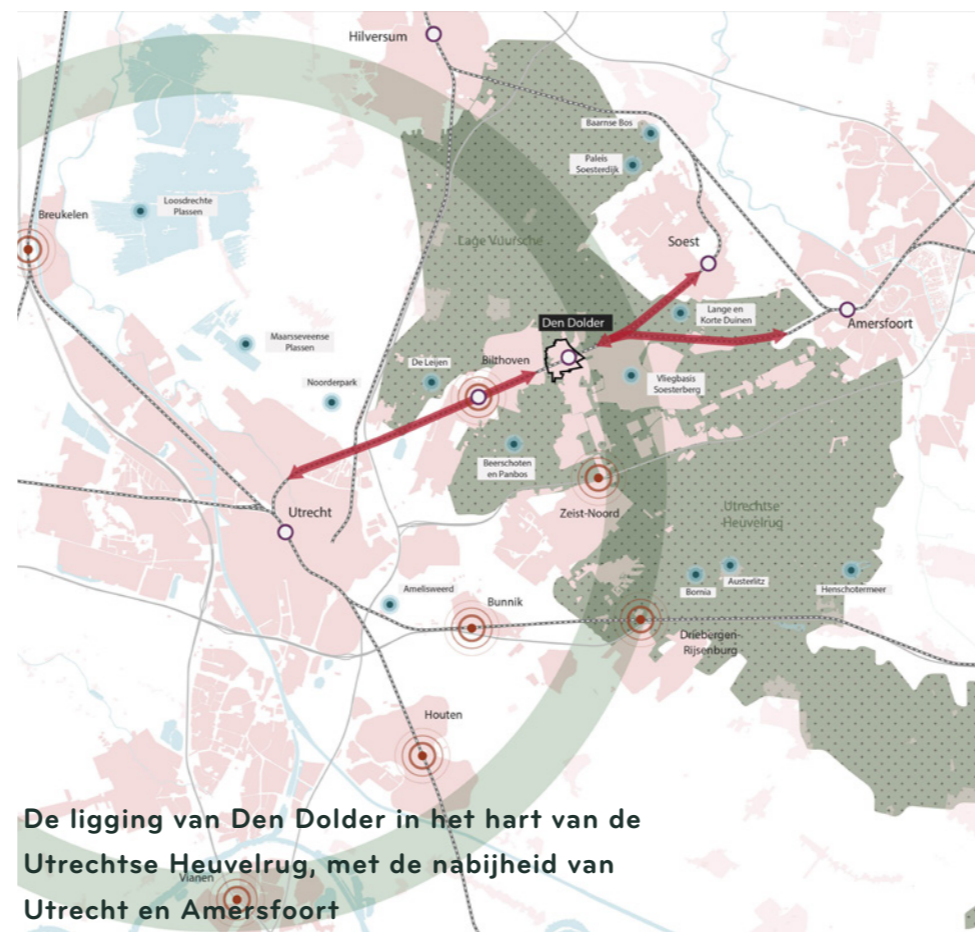 Hilversum
Baarnse Bos
Paleis
Soesterdijk
Loosdrechte
Plassen
Breukelen
Lage Vuursche
Soest
Lange en
Korte Duinen
Amersfoort
Den Dolder
Maarsseveense
Plassen
De Leijen
Bilthoven
Noorderpark
Vliegbasis
Soesterberg
Beerschoten
en Panbos
Utrecht
Zeist-Noord
Utrechtse
Heuvelrug
Amelisweerd
Bunnik
Bornia
Austerlitz
Henschotermeer
Driebergen
Rijsenburg
Houten
De ligging van Den Dolder in het hart van de
Utrechtse Heuvelrug, met de nabijheid van
Vianen
Utrecht en Amersfoort